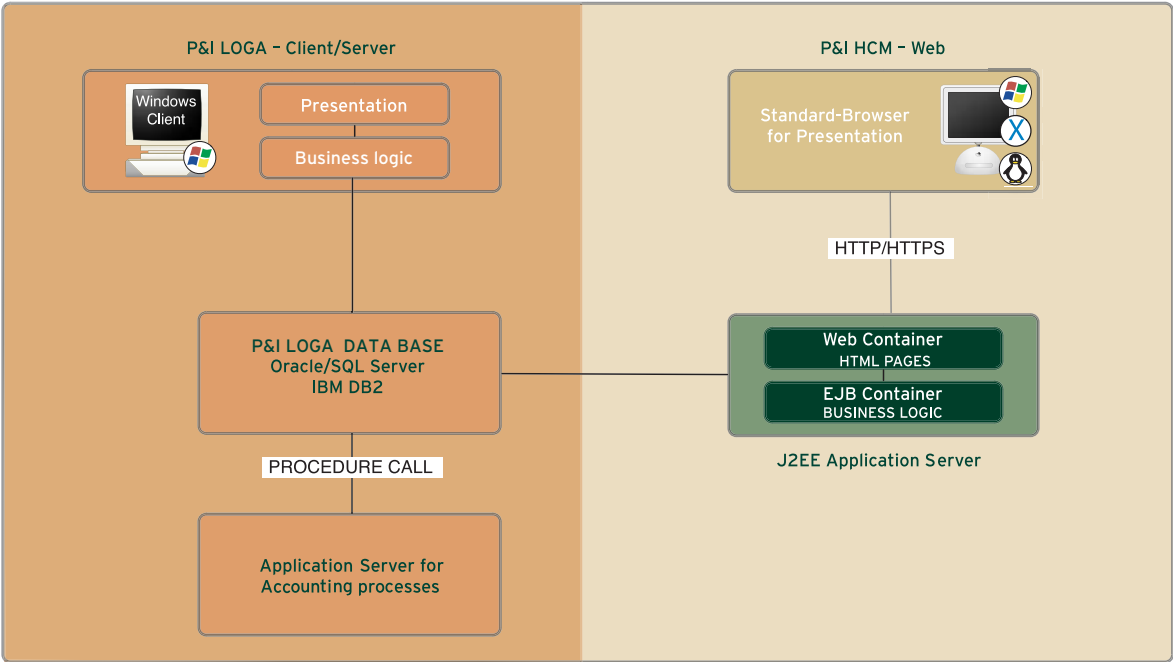 P&I LOGA – Client/Server
Windows
Client
Presentation
Business logic
P&I LOGA DATA BASE
Oracle/SQL Server
IBM DB2
PROCEDURE CALL
Application Server for
Accounting processes
P&I HCM – Web
Standard-Browser
for Presentation
X
HTTP/HTTPS
Web Container
HTML PAGES
EJB Container
BUSINESS LOGIC
J2EE Application Server